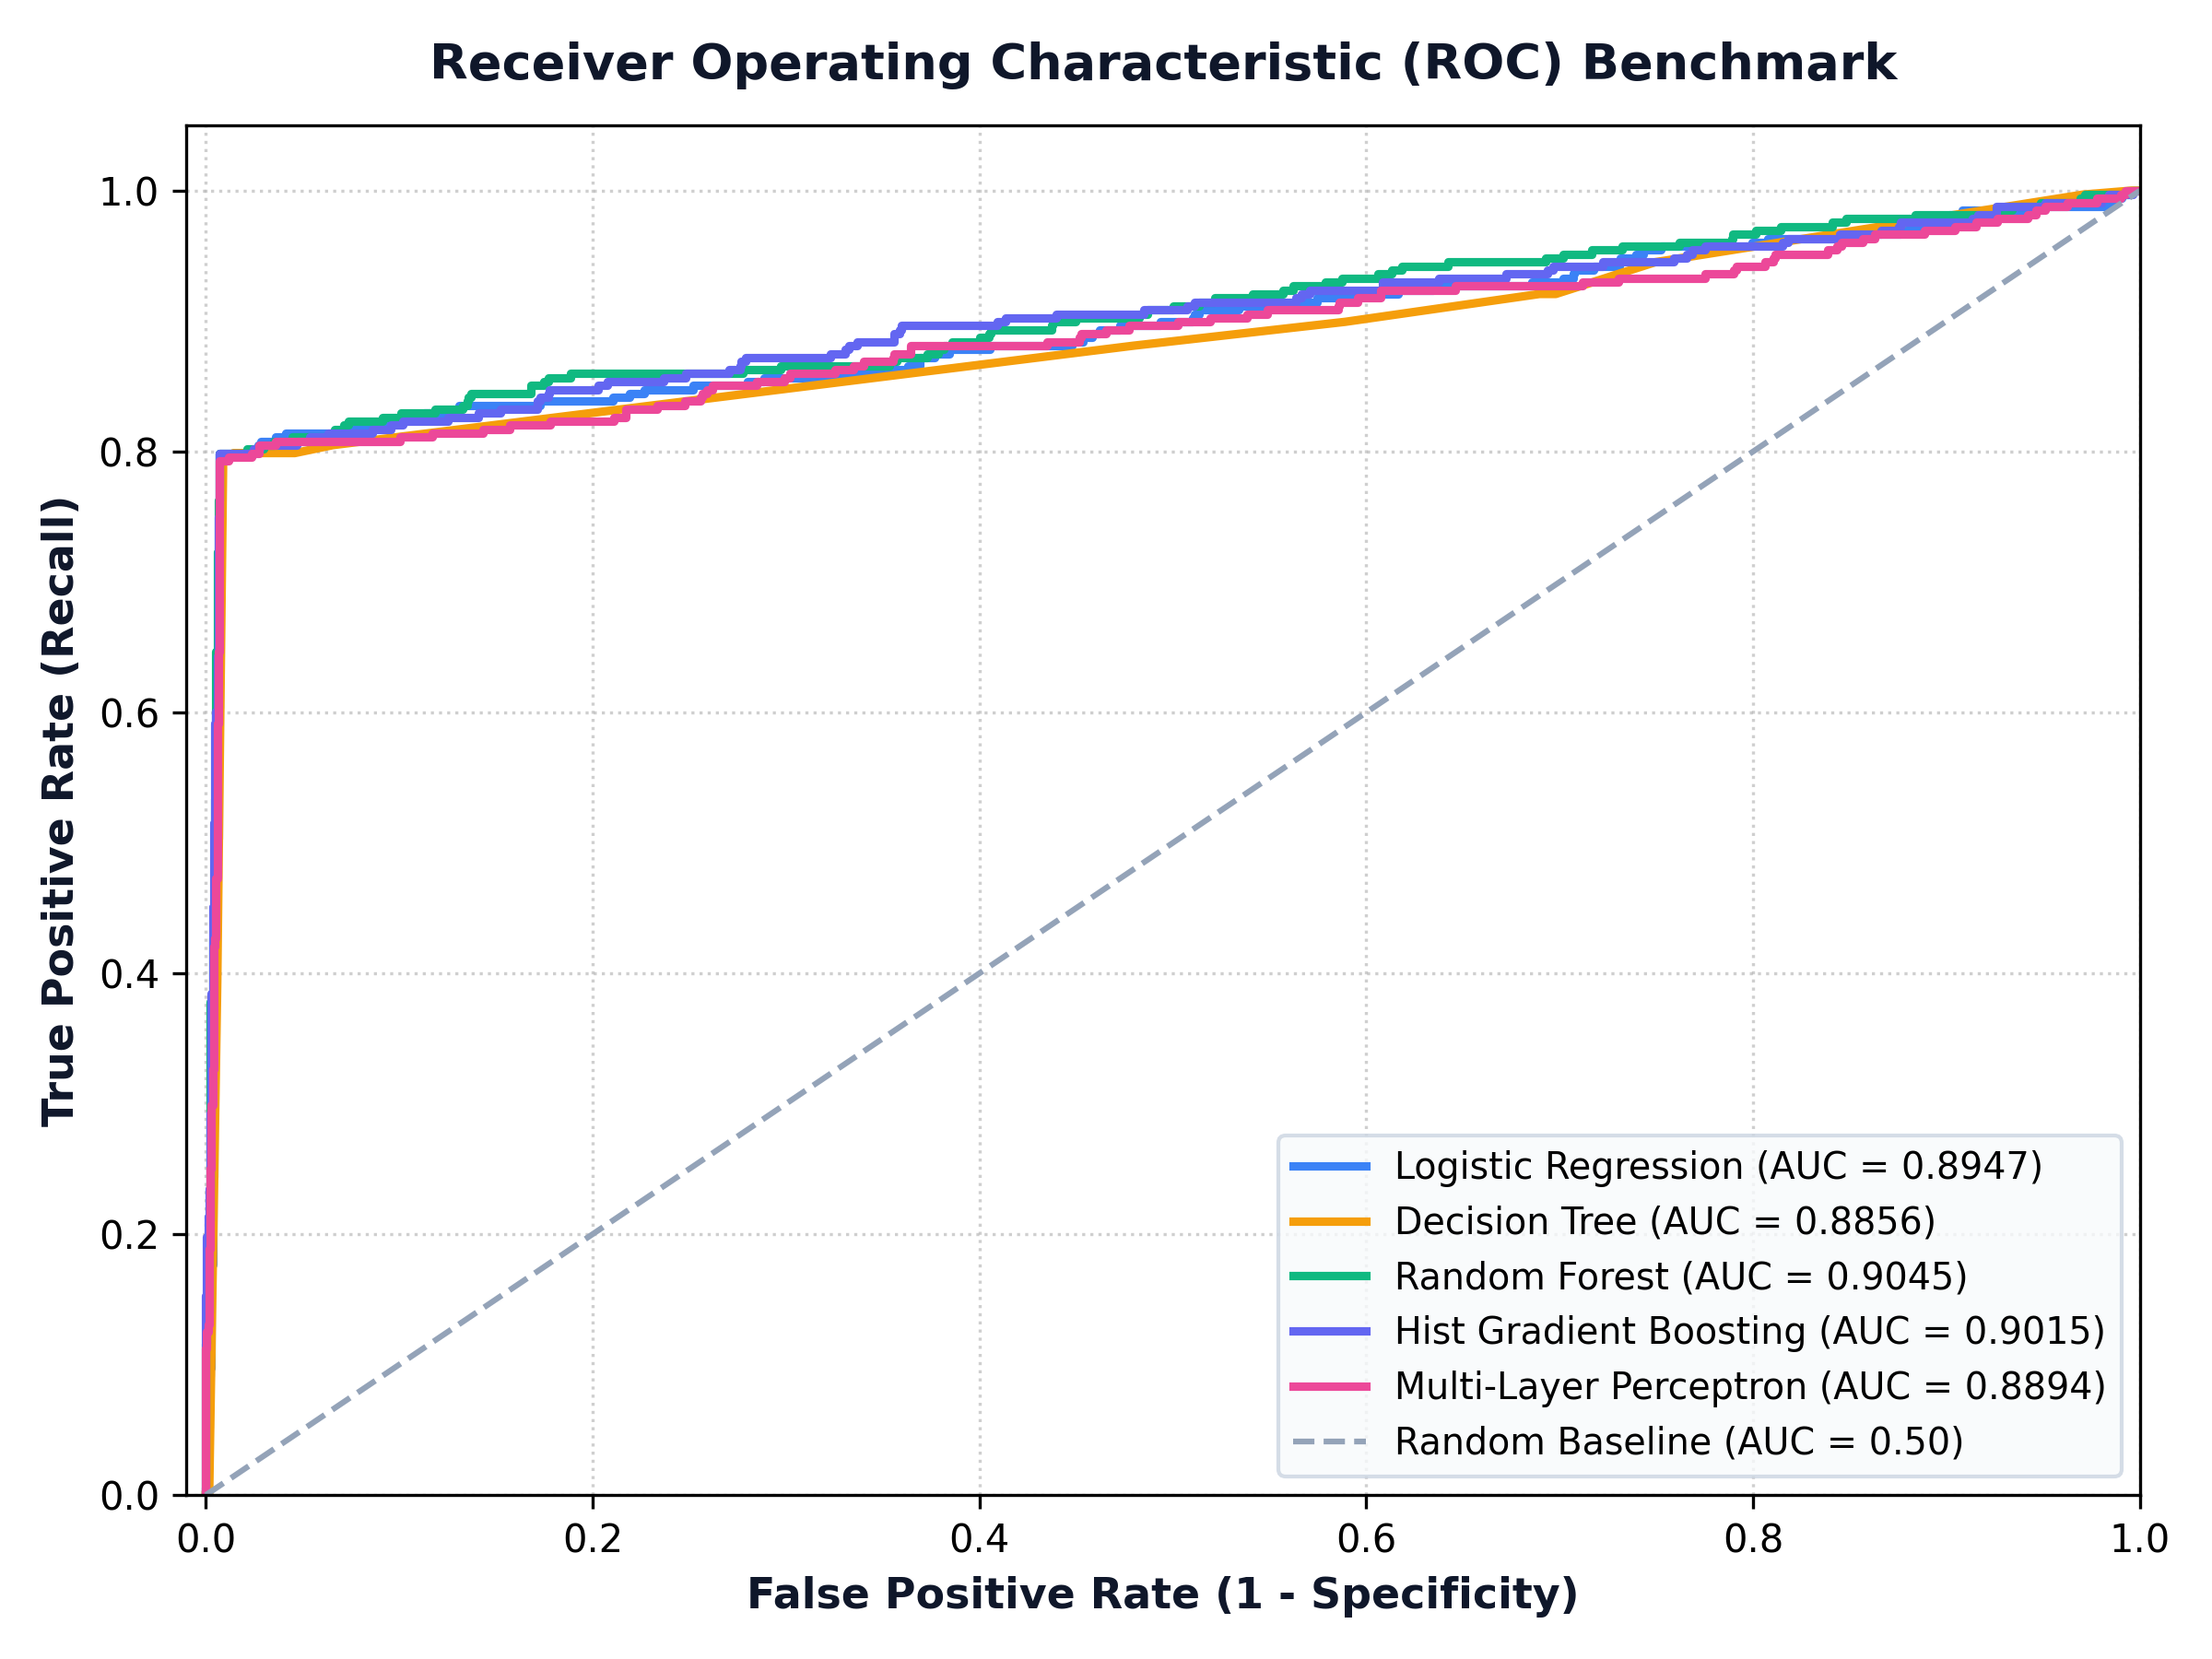 Receiver Operating Characteristic (ROC) Benchmark
True Positive Rate (Recall)
1.0
0.8
0.6
0.4
0.2
0.0
Logistic Regression (AUC = 0.8947)
Decision Tree (AUC = 0.8856)
Random Forest (AUC = 0.9045)
Hist Gradient Boosting (AUC = 0.9015)
Multi-Layer Perceptron (AUC = 0.8894)
Random Baseline (AUC = 0.50)
0.0 0.2 0.4 0.6 0.8 1.0
False Positive Rate (1 - Specificity)